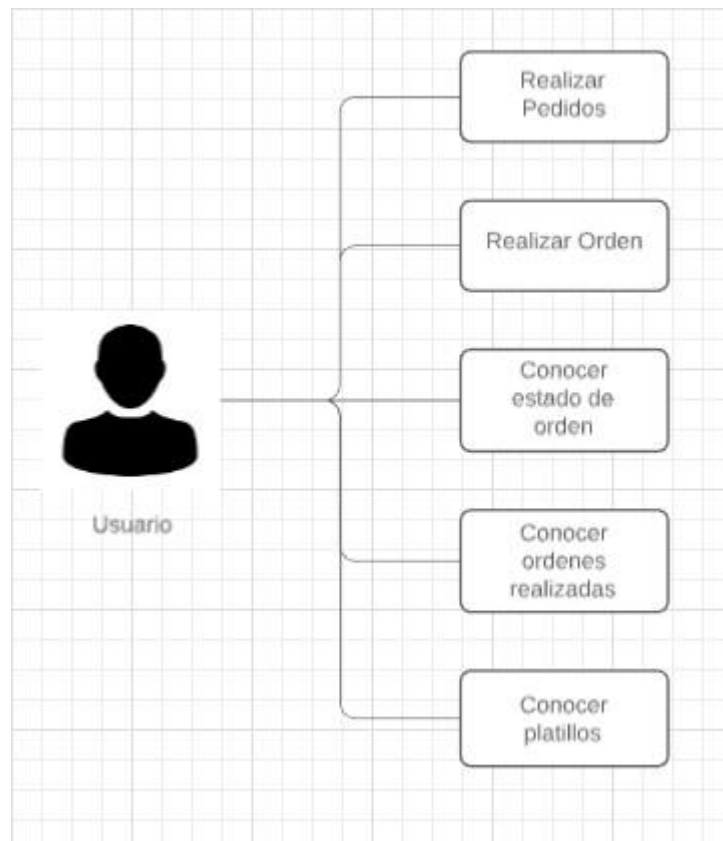 Realizar
Pedidos
Realizar Orden
Conocer
estado de
orden
Usuario
Conocer
ordenes
realizadas
Conocer
platillos